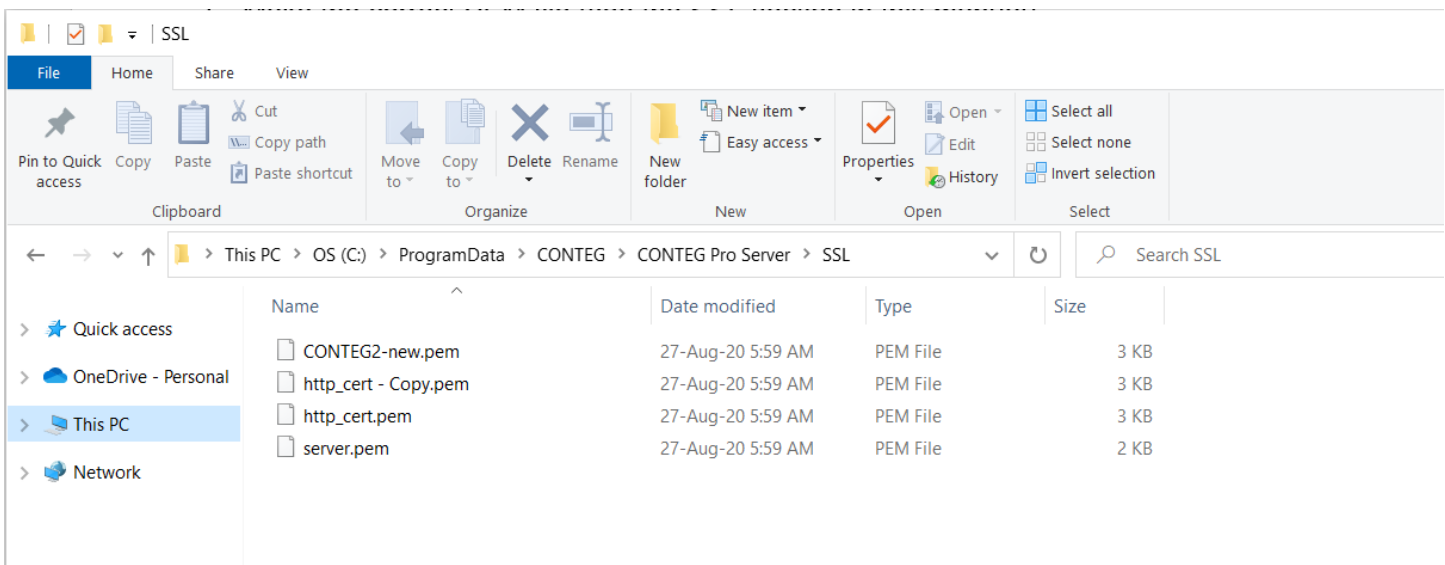 SSL
File Home Share View
Pin to Quick access
Copy
Paste
Cut
Copy path
Paste shortcut
Clipboard
Move to
Copy to
Delete
Rename
Organize
New folder
New item
Easy access
New
Properties
Open
Edit
History
Open
Select all
Select none
Invert selection
Select
This PC > OS (C:) > ProgramData > CONTEG > CONTEG Pro Server > SSL
Search SSL
Quick access
OneDrive - Personal
This PC
Network
Name Date modified Type Size
CONTEG2-new.pem 27-Aug-20 5:59 AM PEM File 3 KB
http_cert - Copy.pem 27-Aug-20 5:59 AM PEM File 3 KB
http_cert.pem 27-Aug-20 5:59 AM PEM File 3 KB
server.pem 27-Aug-20 5:59 AM PEM File 2 KB